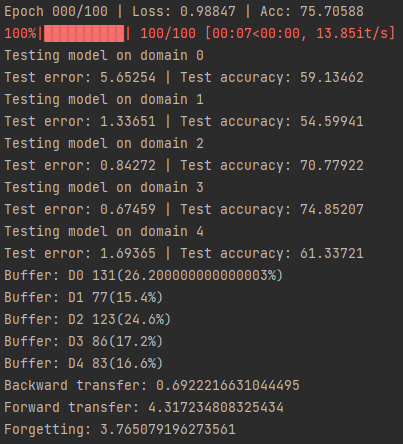 Epoch 000/100 | Loss: 0.98847 | Acc: 75.70588
100%|██████████| 100/100 [00:07<00:00, 13.85it/s]
Testing model on domain 0
Test error: 5.65254 | Test accuracy: 59.13462
Testing model on domain 1
Test error: 1.33651 | Test accuracy: 54.59941
Testing model on domain 2
Test error: 0.84272 | Test accuracy: 70.77922
Testing model on domain 3
Test error: 0.67459 | Test accuracy: 74.85207
Testing model on domain 4
Test error: 1.69365 | Test accuracy: 61.33721
Buffer: D0 131(26.200000000000003%)
Buffer: D1 77(15.4%)
Buffer: D2 123(24.6%)
Buffer: D3 86(17.2%)
Buffer: D4 83(16.6%)
Backward transfer: 0.6922216631044495
Forward transfer: 4.317234808325434
Forgetting: 3.765079196273561